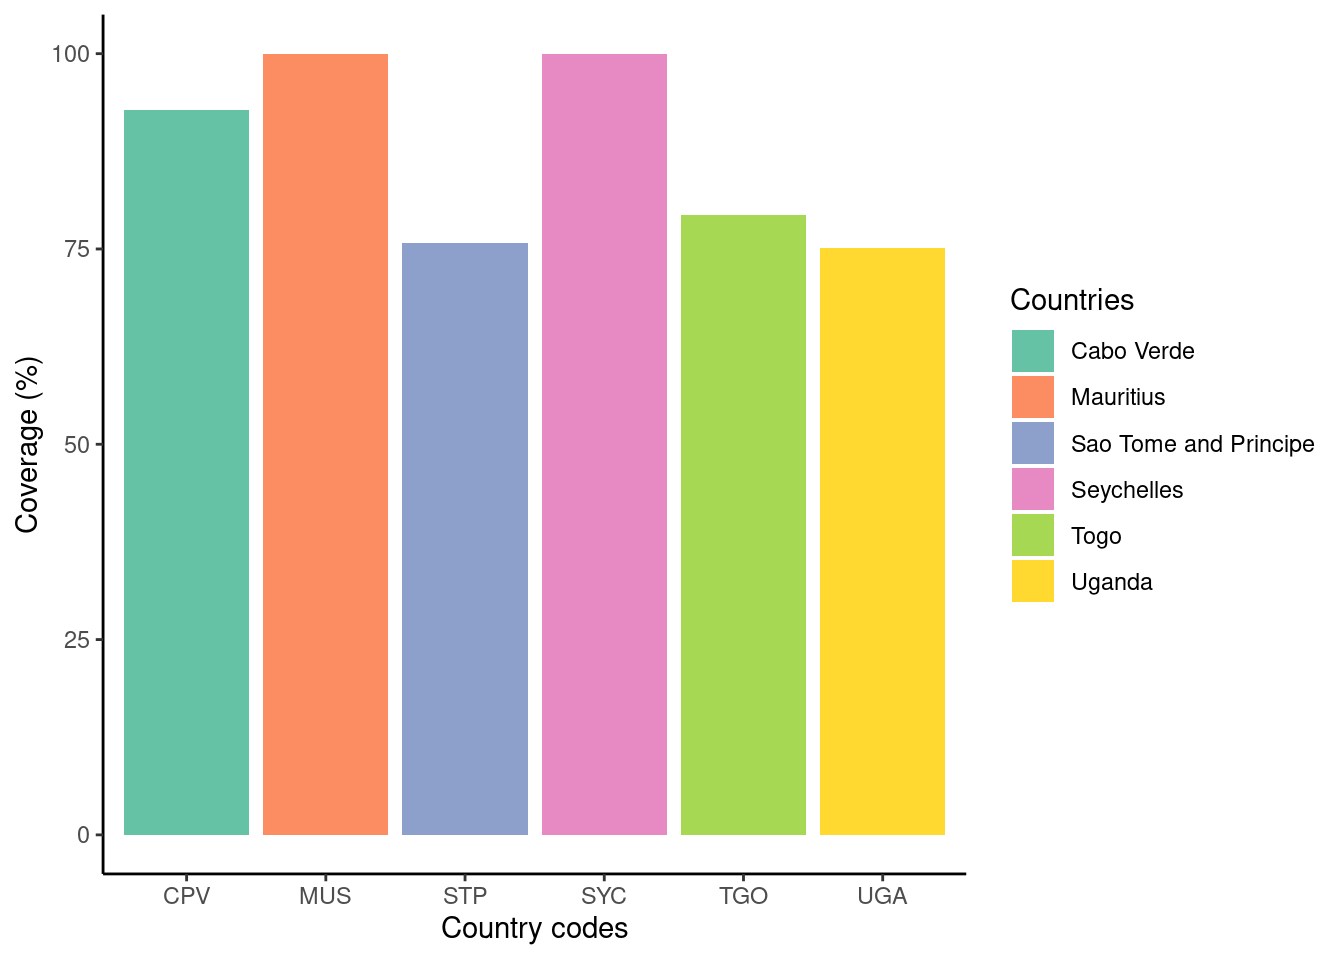 Coverage (%)
100
75
50
25
0
CPV MUS STP SYC TGO UGA
Country codes
Countries
Cabo Verde
Mauritius
Sao Tome and Principe
Seychelles
Togo
Uganda